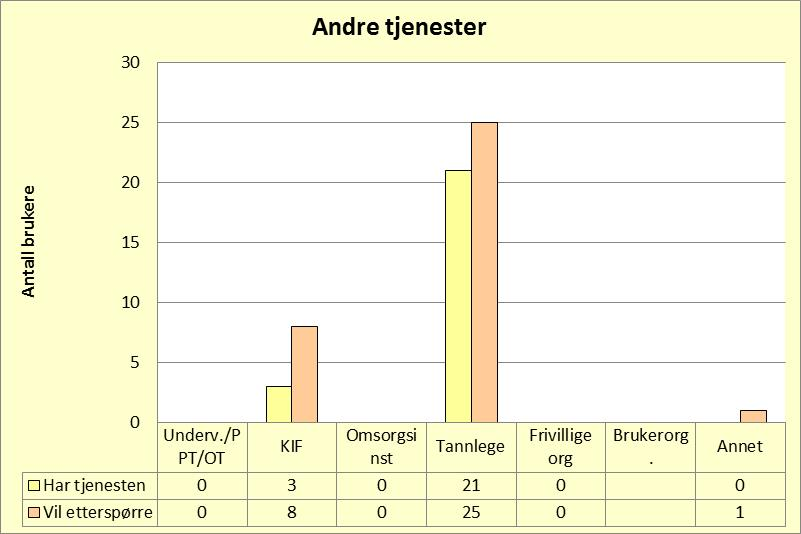 Andre tjenester
Antall brukere
30
25
20
15
10
5
0
Underv./P
PT/OT
KIF
Omsorgsi
nst
Tannlege
Frivillige
org
Brukerorg
.
Annet
Har tjenesten 0 3 0 21 0 0
Vil etterspørre 0 8 0 25 0 1